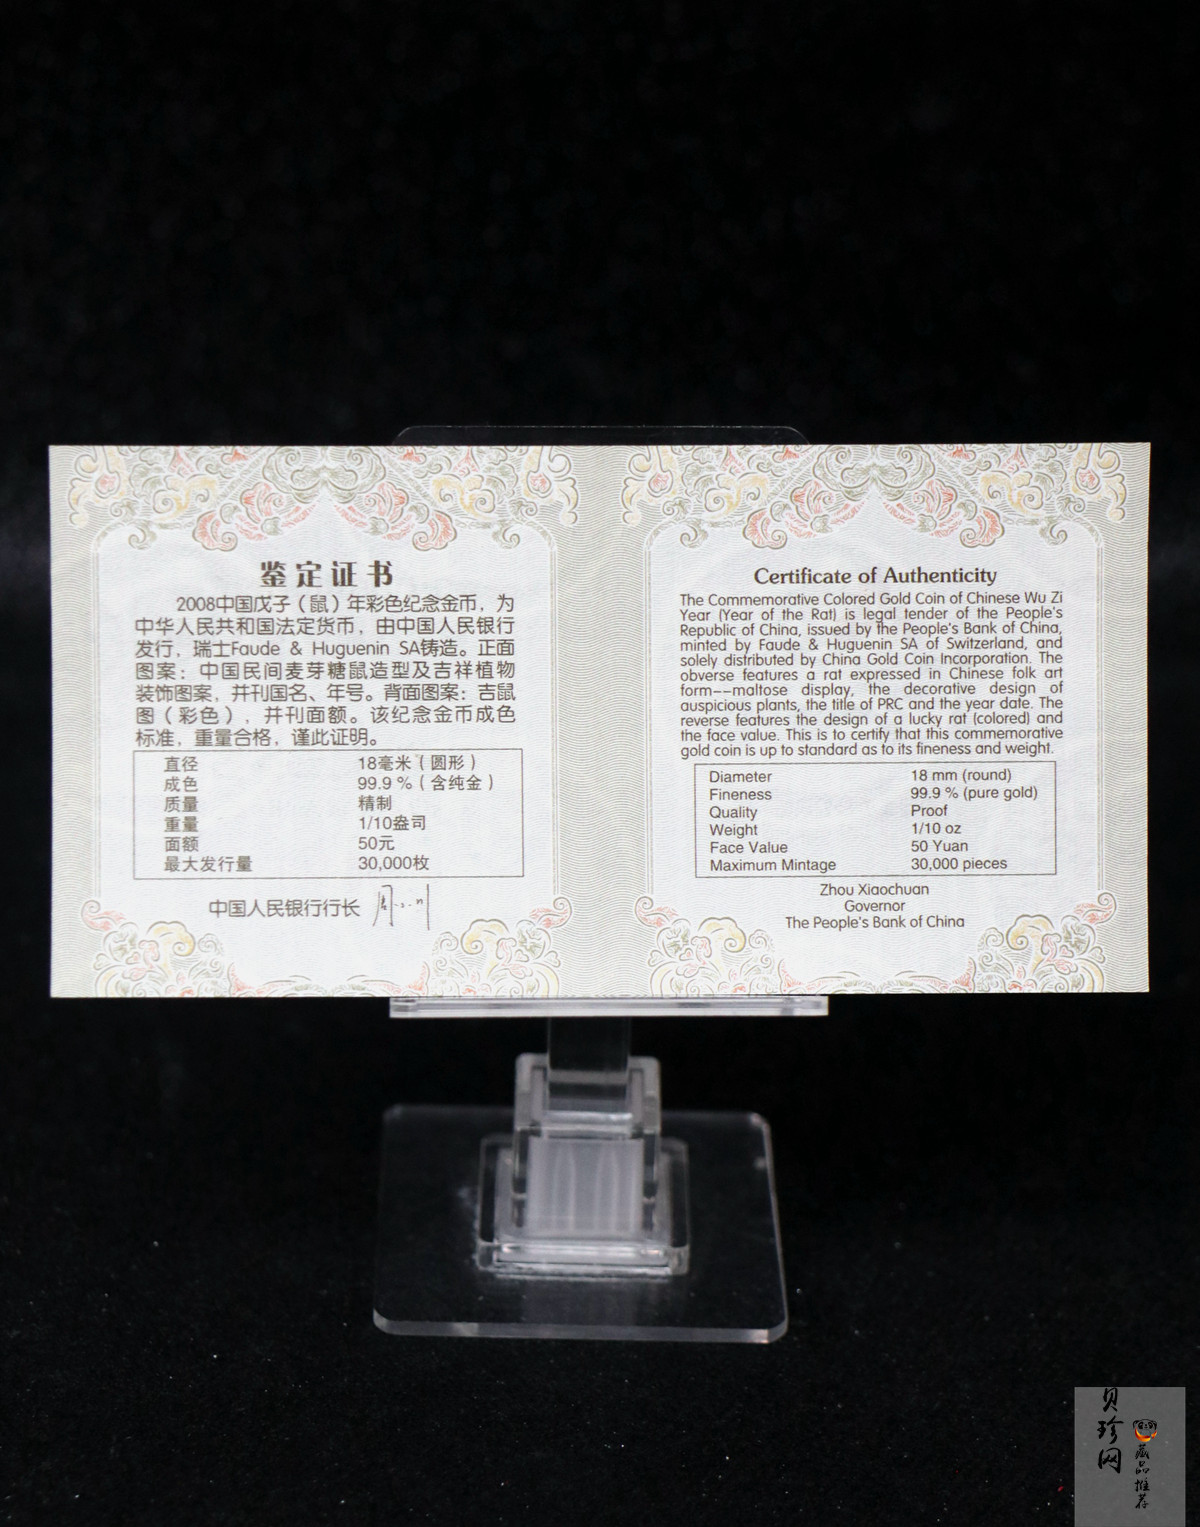 鉴定证书
2008中国戊子（鼠）年彩色纪念金币，为
中华人民共和国法定货币，由中国人民银行
发行，瑞士Faude & Huguenin SA铸造。正面
图案：中国民间麦芽糖鼠造型及吉祥植物
装饰图案，并刊国名、年号。背面图案：吉鼠
图（彩色），并刊面额。该纪念金币成色
标准，重量合格，谨此证明。
直径 18毫米（圆形）
成色 99.9 %（含纯金）
质量 精制
重量 1/10盎司
面额 50元
最大发行量 30,000枚
中国人民银行行长
Certificate of Authenticity
The Commemorative Colored Gold Coin of Chinese Wu Zi
Year (Year of the Rat) is legal tender of the People's
Republic of China, issued by the People's Bank of China,
minted by Faude & Huguenin SA of Switzerland, and
solely distributed by China Gold Coin Incorporation. The
obverse features a rat expressed in Chinese folk art
form--maltose display, the decorative design of
auspicious plants, the title of PRC and the year date. The
reverse features the design of a lucky rat (colored) and
the face value. This is to certify that this commemorative
gold coin is up to standard as to its fineness and weight.
Diameter 18 mm (round)
Fineness 99.9 % (pure gold)
Quality Proof
Weight 1/10 oz
Face Value 50 Yuan
Maximum Mintage 30,000 pieces
Zhou Xiaochuan
Governor
The People's Bank of China
贝珍网
藏品推荐